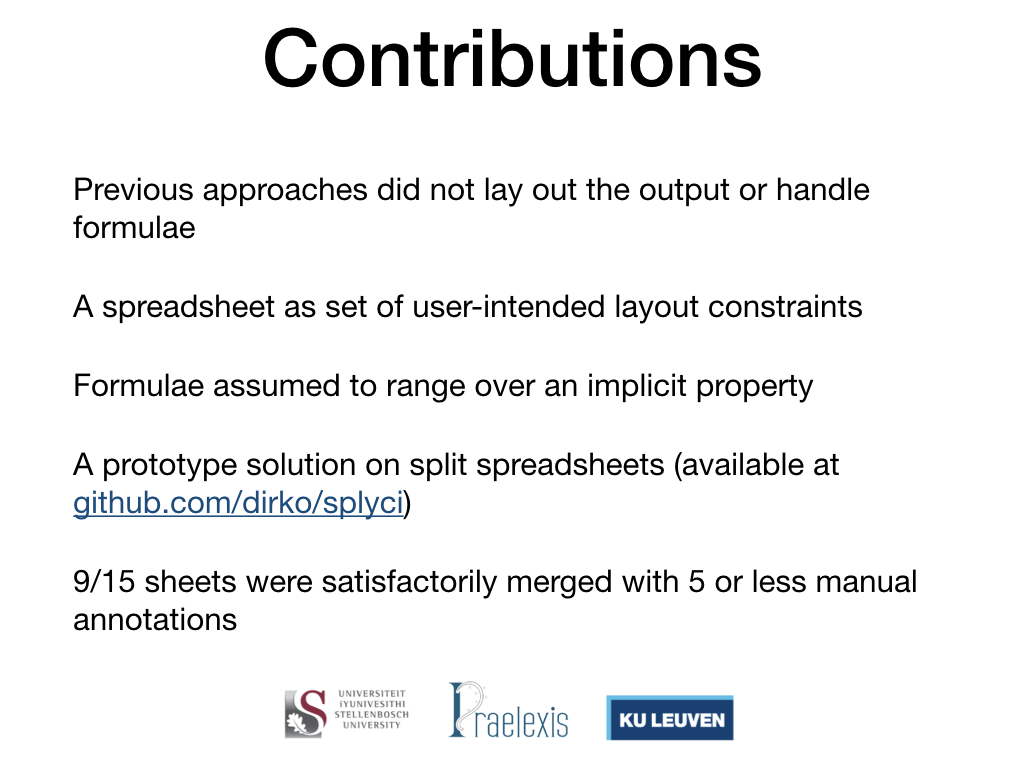 Contributions
Previous approaches did not lay out the output or handle
formulae
A spreadsheet as set of user-intended layout constraints
Formulae assumed to range over an implicit property
A prototype solution on split spreadsheets (available at
github.com/dirko/splyci)
9/15 sheets were satisfactorily merged with 5 or less manual
annotations
UNIVERSITEIT
IYUNIVESITHI
STELLENBOSCH
UNIVERSITY
Praelexis
KU LEUVEN